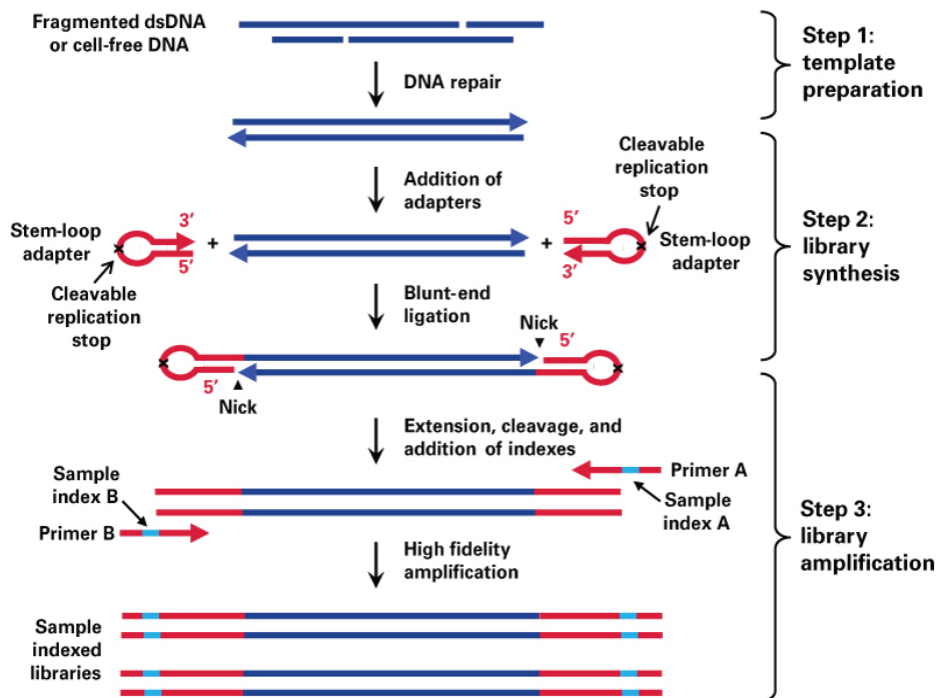 Fragmented dsDNA
or cell-free DNA
DNA repair
Step 1:
template
preparation
Addition of
adapters
Cleavable
replication
stop
Stem-loop
adapter
3’
5’
+
+
5’
3’
Stem-loop
adapter
Cleavable
replication
stop
Step 2:
library
synthesis
Blunt-end
ligation
Nick
5’
5’
Nick
Extension, cleavage, and
addition of indexes
Sample
index B
Primer B
Primer A
Sample
index A
Step 3:
library
amplification
High fidelity
amplification
Sample
indexed
libraries